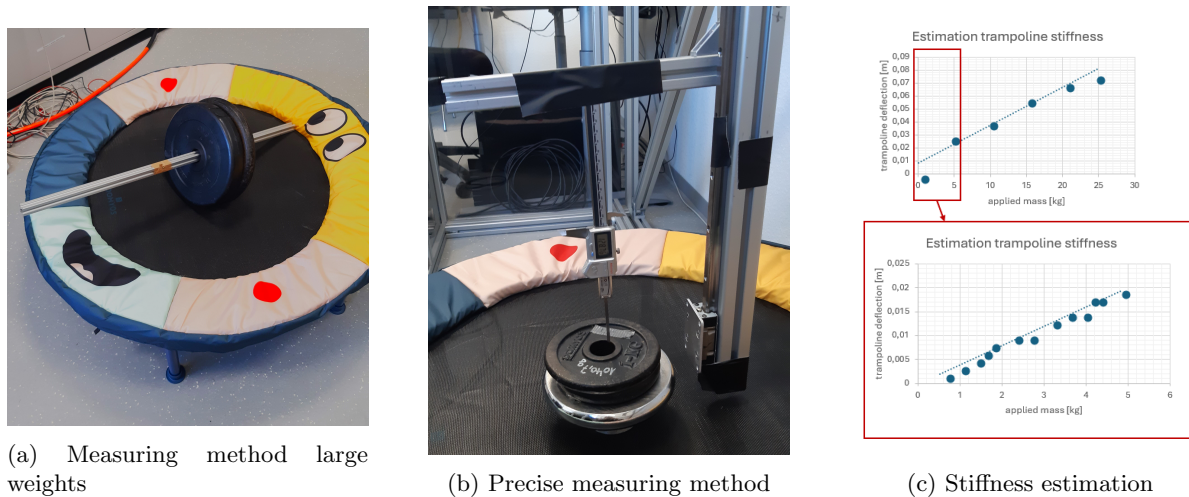 Estimation trampoline stiffness
trampoline deflection [m]
0,09
0,08
0,07
0,06
0,05
0,04
0,03
0,02
0,01
0
0 5 10 15 20 25 30
applied mass [kg]
Estimation trampoline stiffness
trampoline deflection [m]
0,025
0,02
0,015
0,01
0,005
0
0 1 2 3 4 5 6
applied mass [kg]
(a) Measuring method large
weights
(b) Precise measuring method
(c) Stiffness estimation